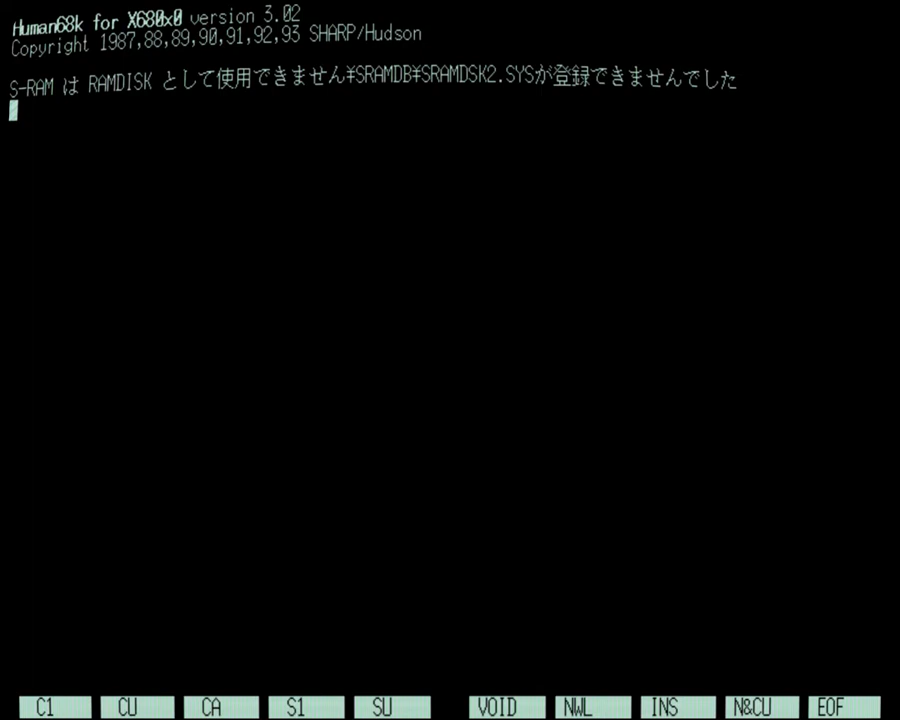 Human68k for X680x0 version 3.02
Copyright 1987,88,89,90,91,92,93 SHARP/Hudson
S-RAM は RAMDISK として使用できません¥SRAMDB¥SRAMDSK2.SYSが登録できませんでした
C1 CU CA S1 SU VOID NWL INS N&CU EOF